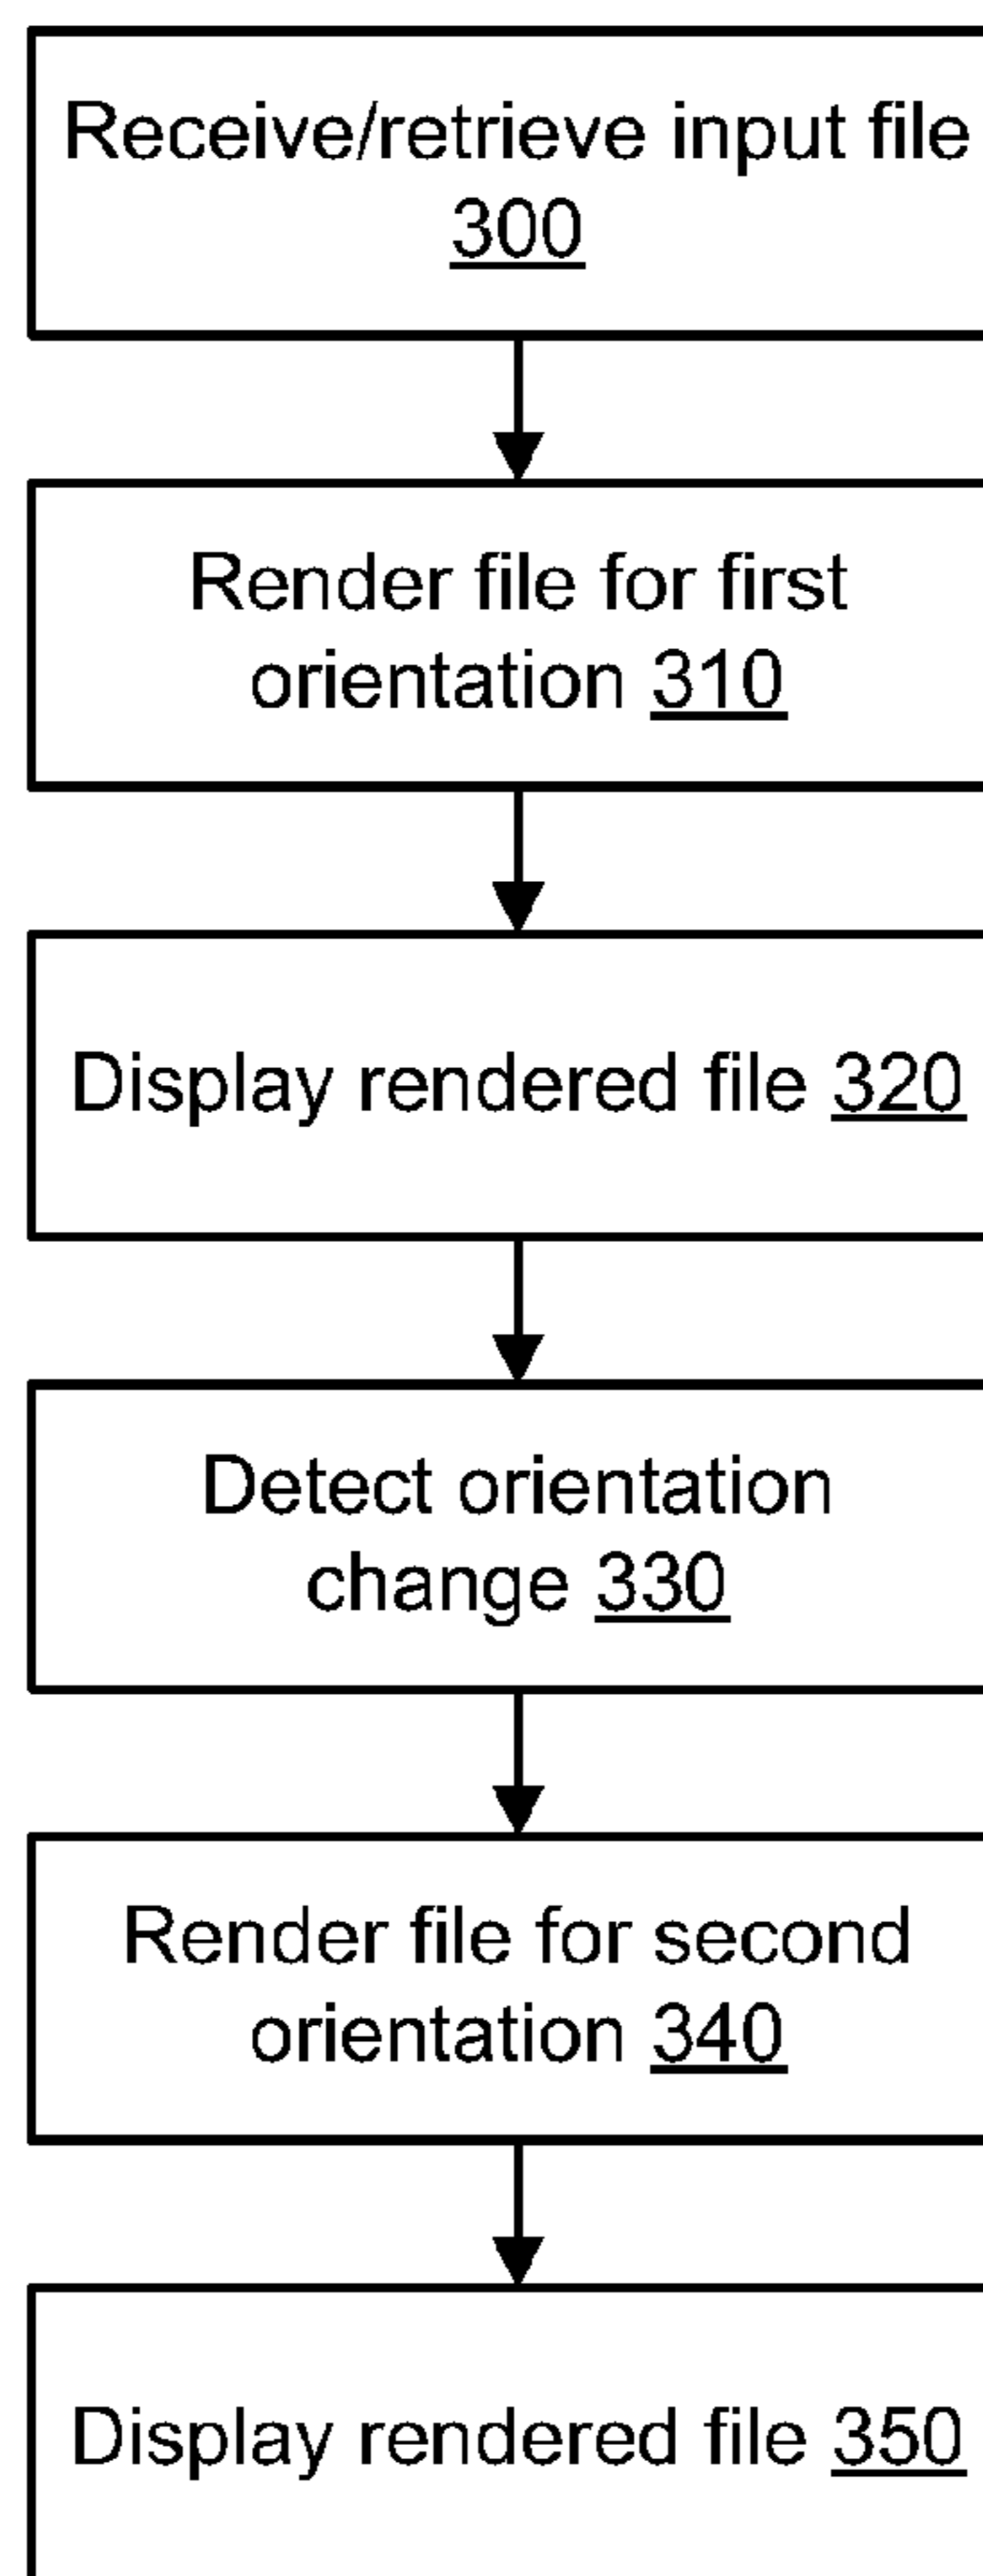 Receive/retrieve input file
300
Render file for first
orientation 310
Display rendered file 320
Detect orientation
change 330
Render file for second
orientation 340
Display rendered file 350